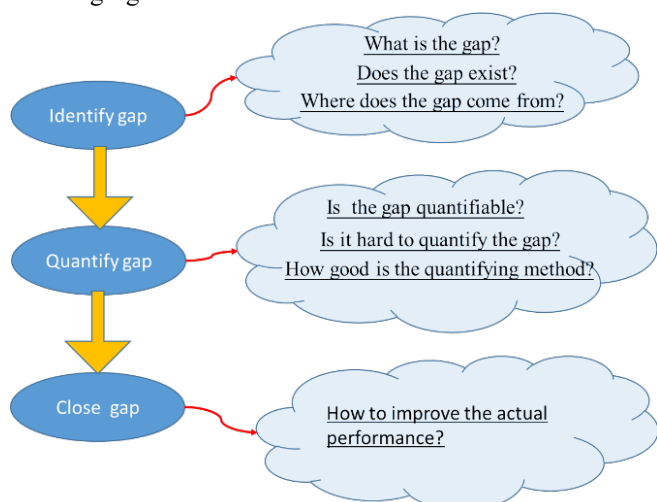 What is the gap?
Does the gap exist?
Where does the gap come from?
Identify gap
Is the gap quantifiable?
Is it hard to quantify the gap?
How good is the quantifying method?
Quantify gap
How to improve the actual
performance?
Close gap